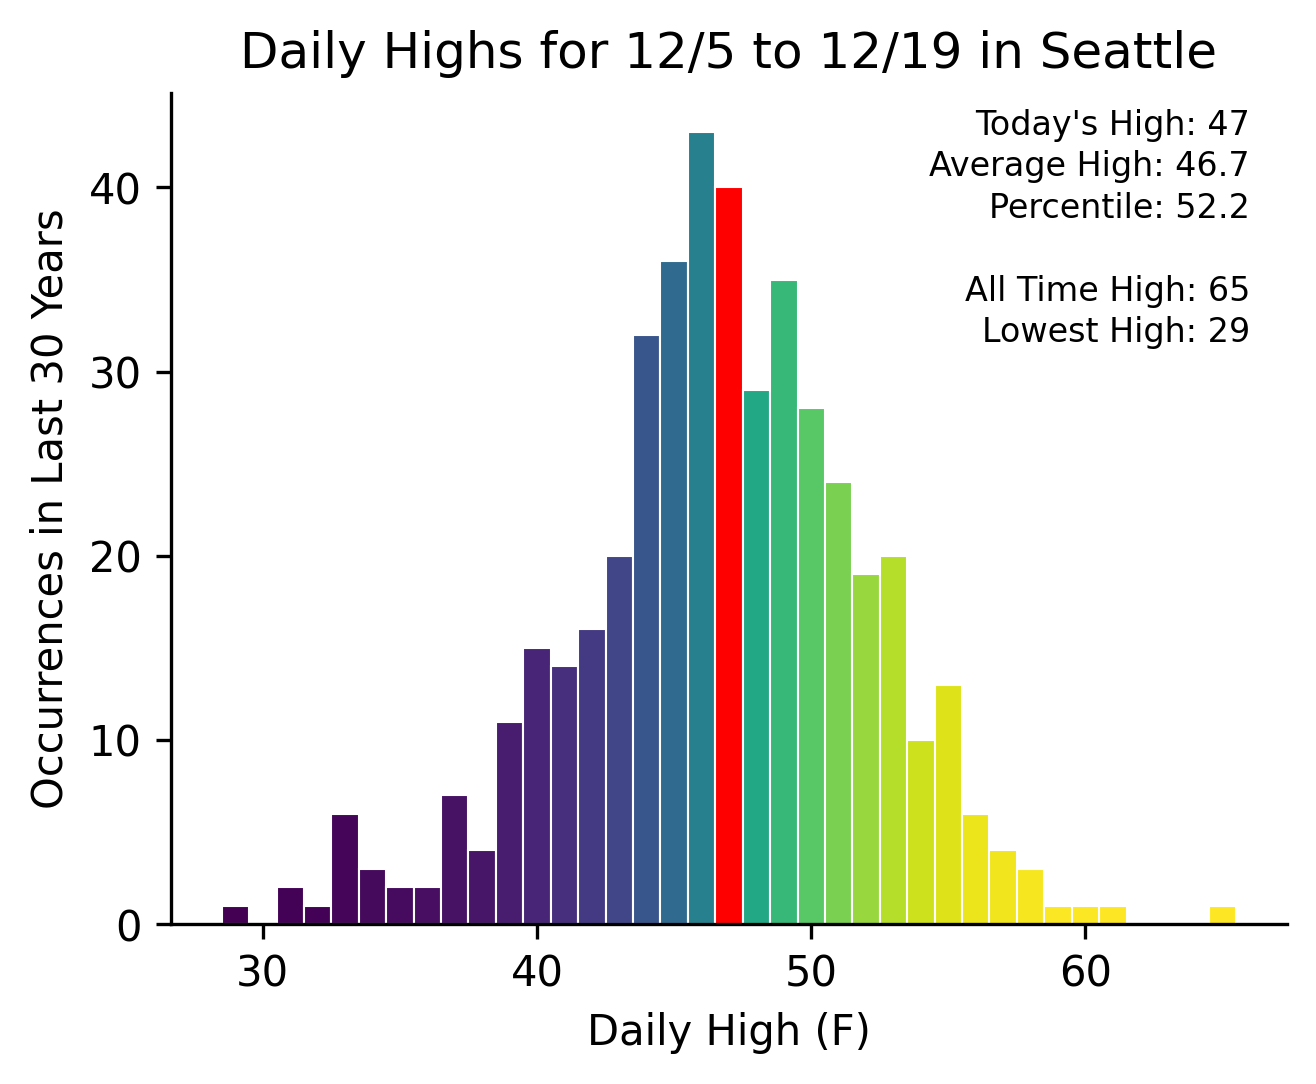 Daily Highs for 12/5 to 12/19 in Seattle
Today's High: 47
Average High: 46.7
Percentile: 52.2
All Time High: 65
Lowest High: 29
Occurrences in Last 30 Years
40
30
20
10
0
30 40 50 60
Daily High (F)